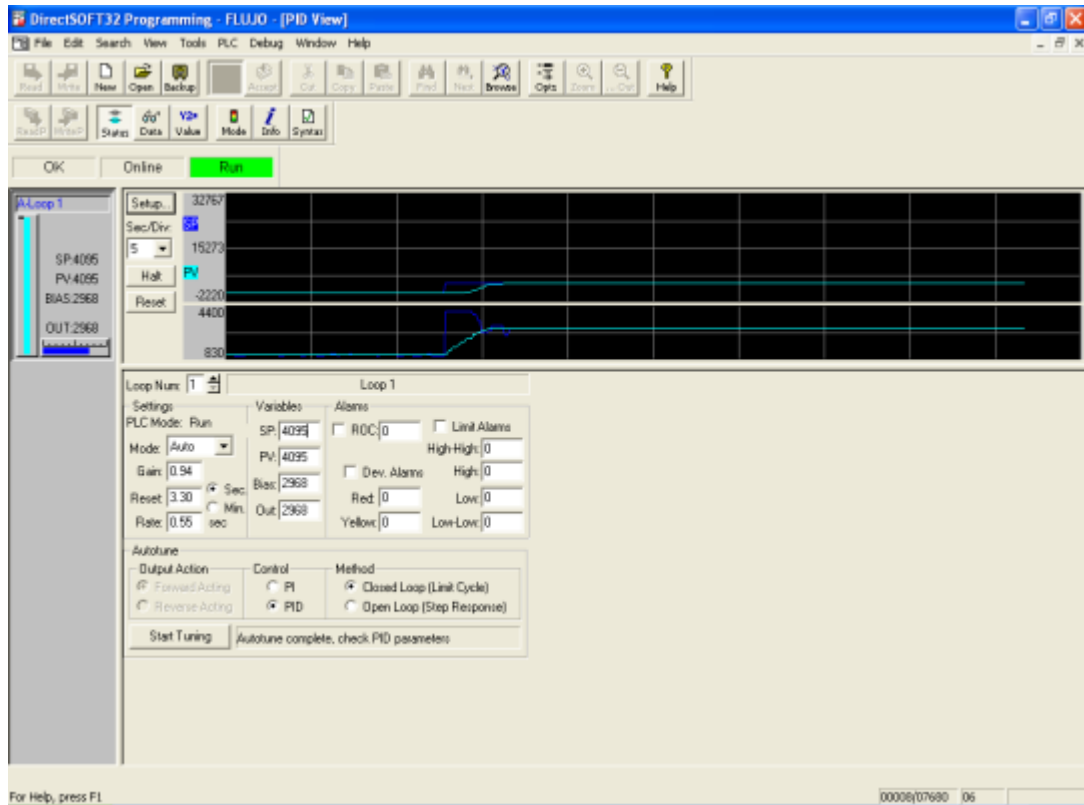 DirectSOFT32 Programming - FLUJO - [PID View]
File Edit Search View Tools PLC Debug Window Help
Read Write New Open Backup Accept Cut Copy Paste Find Next Browse Opts Zoom ...Out Help
ReadP WriteP Status Data Value Mode Info Syntax
OK Online Run
A-Loop 1
SP:4095
PV:4095
BIAS:2968
OUT:2968
Setup...
Sec/Div:
5
Halt
Reset
32767
SP
15273
PV
-2220
4400
830
Loop Num: 1 Loop 1
Settings
PLC Mode: Run
Mode: Auto
Gain: 0.94
Reset: 3.30 Sec. Min.
Rate: 0.55 sec
Variables
SP: 4095
PV: 4095
Bias: 2968
Out: 2968
Alarms
ROC: 0 Limit Alarms
High-High: 0
Dev. Alarms High: 0
Red: 0 Low: 0
Yellow: 0 Low-Low: 0
Autotune
Output Action
Forward Acting
Reverse Acting
Control
PI
PID
Method
Closed Loop (Limit Cycle)
Open Loop (Step Response)
Start Tuning Autotune complete, check PID parameters
For Help, press F1 00008/07680 06